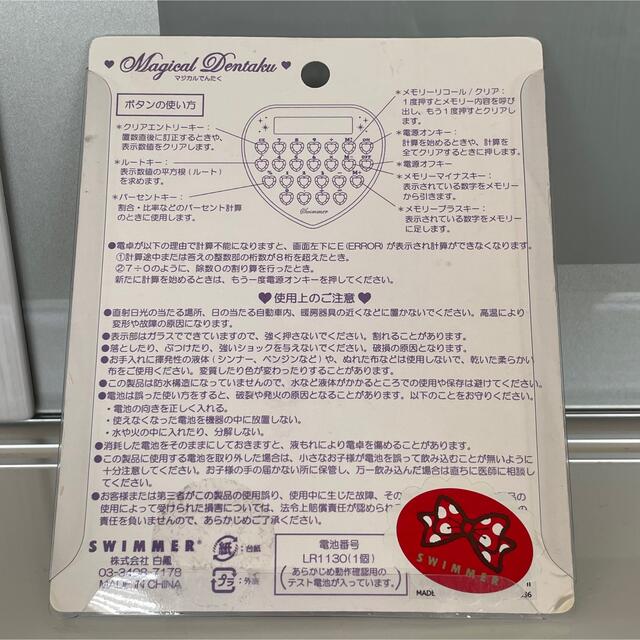 ♥ Magical Dentaku ♥
マジカルでんたく
ボタンの使い方
＊クリアエントリーキー：
置数直後に訂正するときや、
表示数値をクリアします。
＊ルートキー：
表示数値の平方根（ルート）
を求めます。
＊パーセントキー：
割合・比率などのパーセント計算
のときに使用します。
Swimmer
＊メモリーリコール／クリア：
１度押すとメモリー内容を呼び
出し、もう１度押すとクリアしま
す。
＊電源オンキー：
計算を始めるときや、計算を
全てクリアするときに押します。
＊電源オフキー
＊メモリーマイナスキー：
表示されている数字をメモリー
から引きます。
＊メモリープラスキー：
表示されている数字をメモリー
に足します。
●電卓が以下の理由で計算不能になりますと、画面左下にE（ERROR）が表示され計算ができなくなります。
①計算途中または答えの整数部の桁数が８桁を超えたとき。
②７÷０のように、除数０の割り算を行ったとき。
新たに計算を始めるときは、もう一度電源オンキーを押してください。
♥使用上のご注意♥
●直射日光の当たる場所、日の当たる自動車内、暖房器具の近くなどに置かないでください。高温により
変形や故障の原因になります。
●表示部はガラスでできていますので、強く押さないでください。割れることがあります。
●落としたり、ぶつけたり、強いショックを与えないでください。破損の原因となります。
●お手入れに揮発性の液体（シンナー、ベンジンなど）や、ぬれた布などは使用しないで、乾いた柔らかい
布をご使用ください。変質したり色が変わったりすることがあります。
●この製品は防水構造になっていませんので、水など液体がかかるところでの使用や保存は避けてください。
●電池は誤った使い方をすると、破裂や発火の原因となることがあります。以下のことをお守りください。
・電池の向きを正しく入れる。
・使えなくなった電池を機器の中に放置しない。
・水や火の中に入れたり、分解しない。
●消耗した電池をそのままにしておきますと、液もれにより電卓を傷めることがあります。
●この製品に使用する電池を取り外した場合は、小さなお子様が電池を誤って飲み込むことが無いように
十分注意してください。お子様の手の届かない所に保管し、万一飲み込んだ場合は直ちに医師に相談し
てください。
●お客様または第三者がこの製品の使用誤り、使用中に生じた故障、その
使用によって受けられた損害については、法令上賠償責任が認められ
責任を負いませんので、あらかじめご了承ください。
SWIMMER®
株式会社 白鳳
03-3408-7178
MADE IN CHINA
紙：台紙
プラ：外装
電池番号
LR1130（1個）
（あらかじめ動作確認用の
テスト電池が入っています。）
SWIMMER
MADE